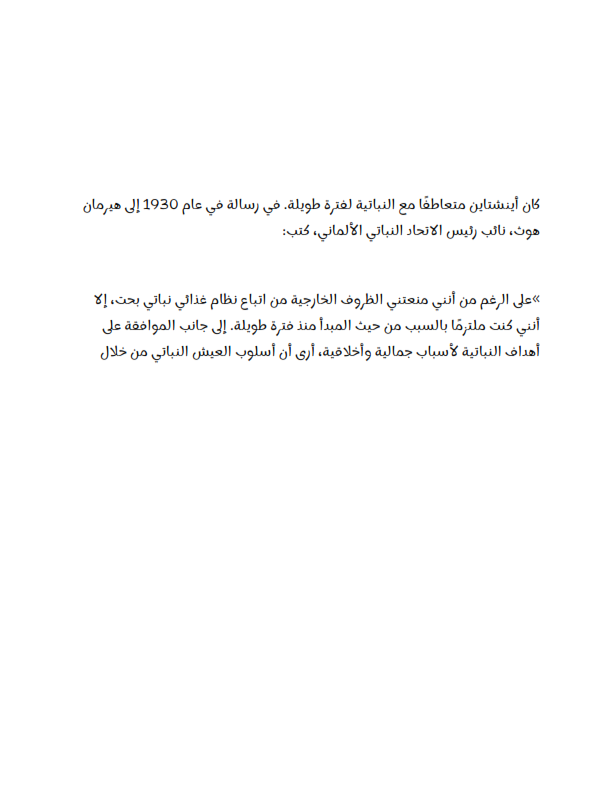 كان أينشتاين متعاطفًا مع النباتية لفترة طويلة. في رسالة في عام 1930 إلى هيرمان
هوث، نائب رئيس الاتحاد النباتي الألماني، كتب:
»على الرغم من أنني منعتني الظروف الخارجية من اتباع نظام غذائي نباتي بحت، إلا
أنني كنت ملتزمًا بالسبب من حيث المبدأ منذ فترة طويلة. إلى جانب الموافقة على
أهداف النباتية لأسباب جمالية وأخلاقية، أرى أن أسلوب العيش النباتي من خلال